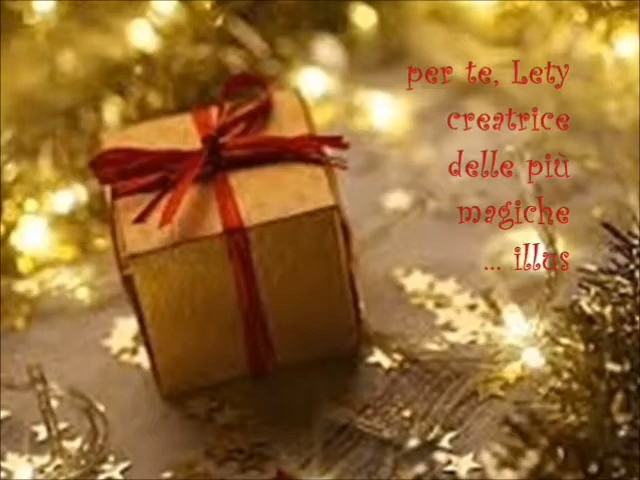 per te, Lety
creatrice
delle più
magiche
... illus